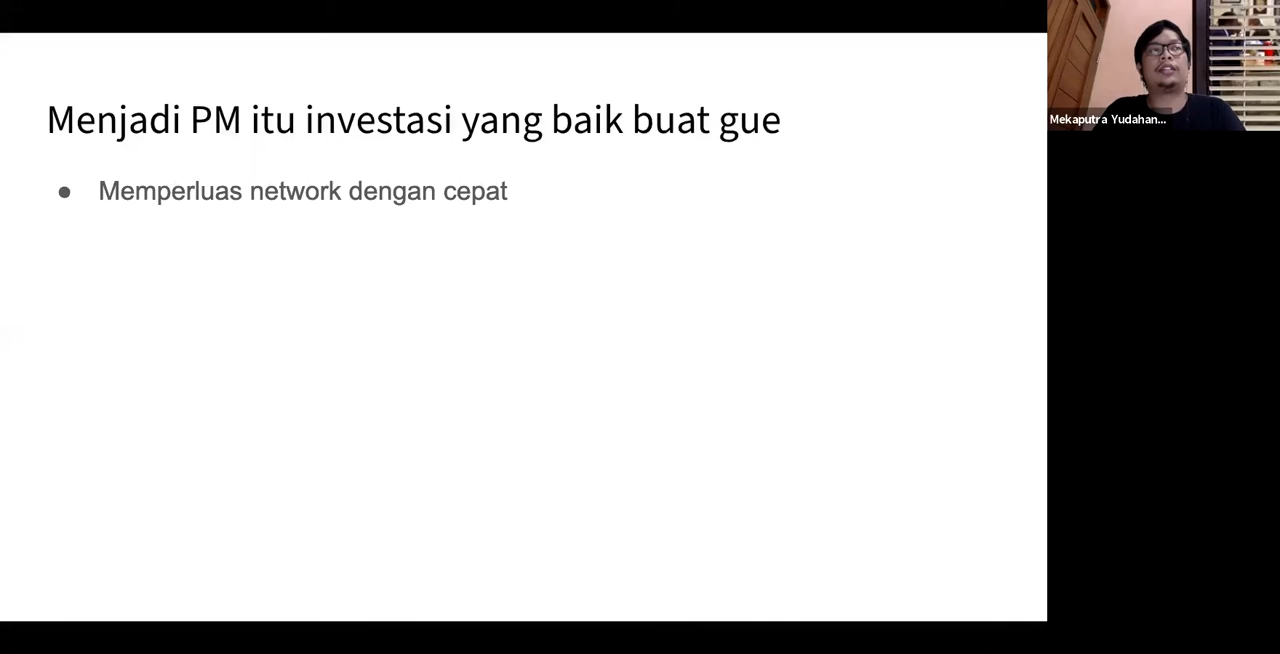 Menjadi PM itu investasi yang baik buat gue
● Memperluas network dengan cepat
Mekaputra Yudahan...